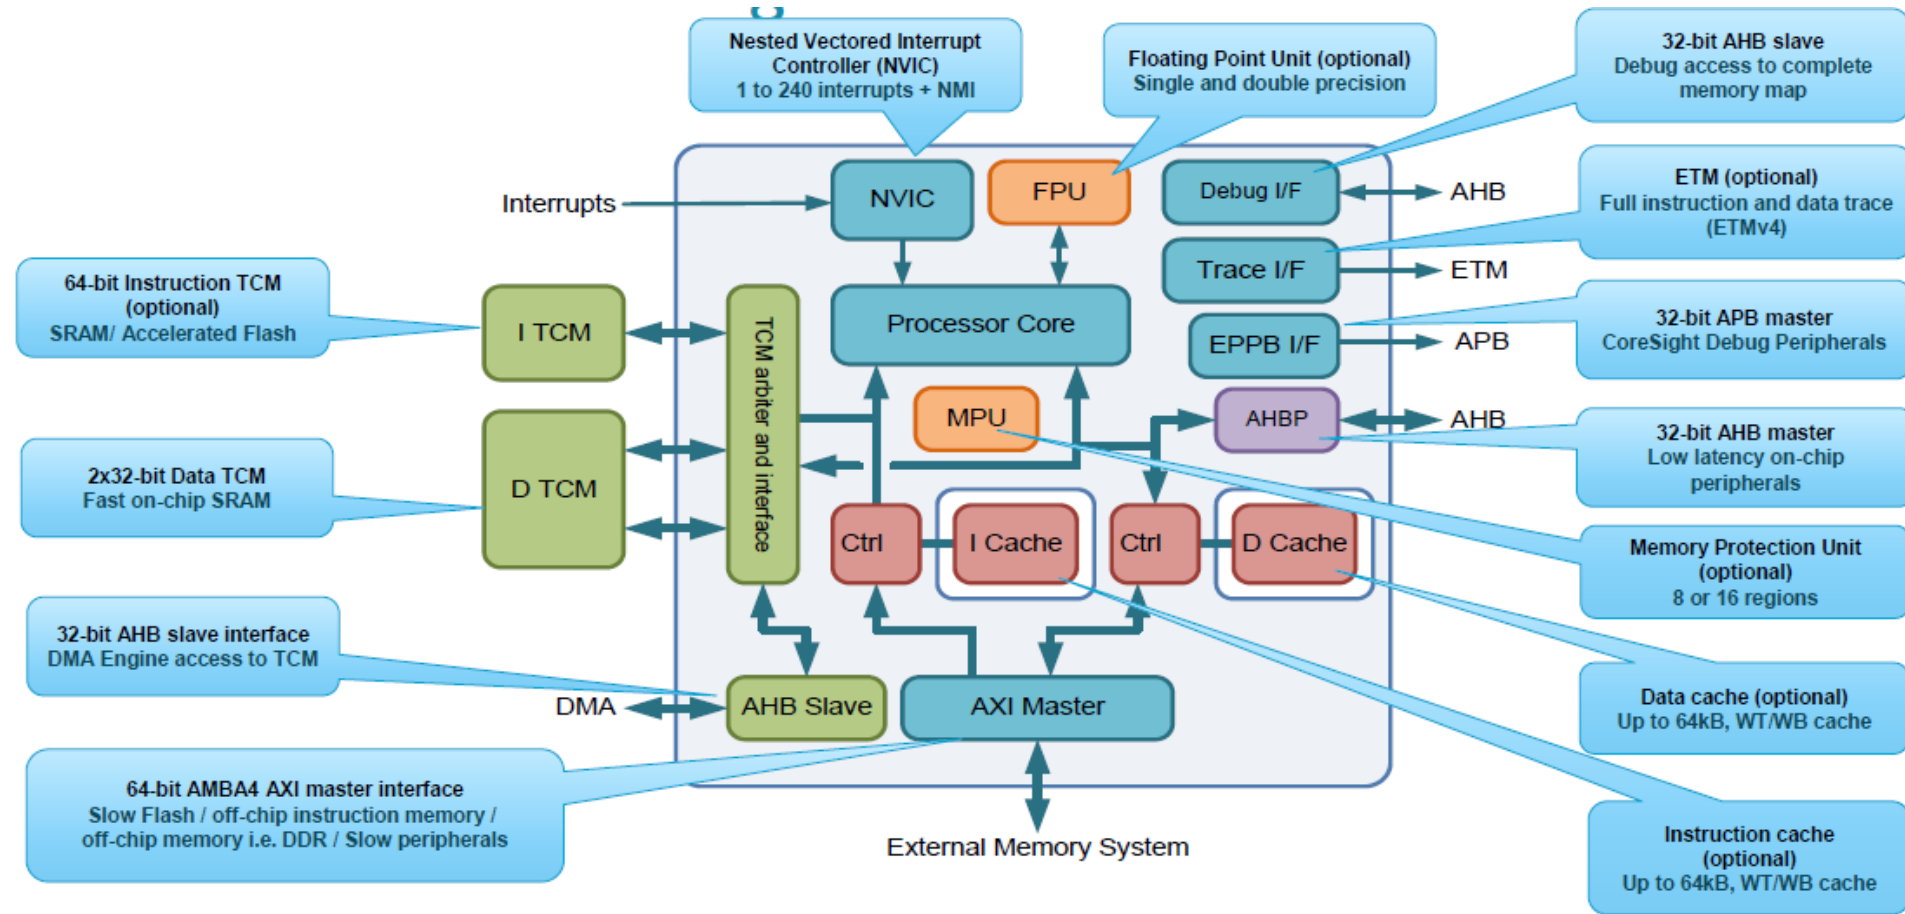 Nested Vectored Interrupt
Controller (NVIC)
1 to 240 interrupts + NMI
Floating Point Unit (optional)
Single and double precision
32-bit AHB slave
Debug access to complete
memory map
ETM (optional)
Full instruction and data trace
(ETMv4)
32-bit APB master
CoreSight Debug Peripherals
32-bit AHB master
Low latency on-chip
peripherals
Memory Protection Unit
(optional)
8 or 16 regions
Data cache (optional)
Up to 64kB, WT/WB cache
Instruction cache
(optional)
Up to 64kB, WT/WB cache
64-bit Instruction TCM
(optional)
SRAM/ Accelerated Flash
2x32-bit Data TCM
Fast on-chip SRAM
32-bit AHB slave interface
DMA Engine access to TCM
64-bit AMBA4 AXI master interface
Slow Flash / off-chip instruction memory /
off-chip memory i.e. DDR / Slow peripherals
Interrupts
NVIC
FPU
Debug I/F
AHB
Trace I/F
ETM
I TCM
TCM arbiter and interface
Processor Core
EPPB I/F
APB
MPU
AHBP
AHB
D TCM
Ctrl
I Cache
Ctrl
D Cache
DMA
AHB Slave
AXI Master
External Memory System